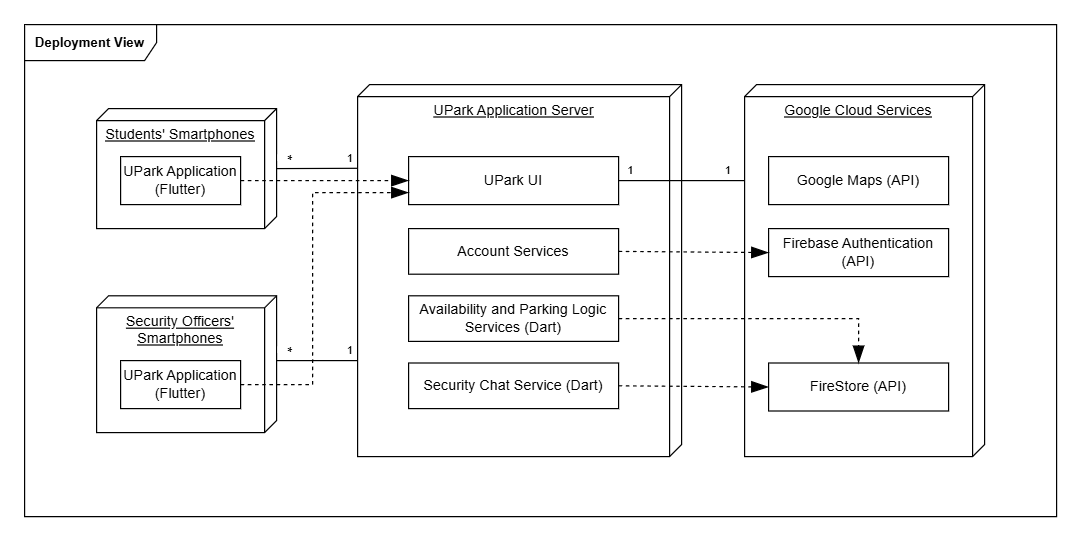 Deployment View
Students' Smartphones
UPark Application
(Flutter)
*
1
Security Officers'
Smartphones
UPark Application
(Flutter)
*
1
UPark Application Server
UPark UI
1
1
Account Services
Availability and Parking Logic
Services (Dart)
Security Chat Service (Dart)
Google Cloud Services
Google Maps (API)
Firebase Authentication
(API)
FireStore (API)